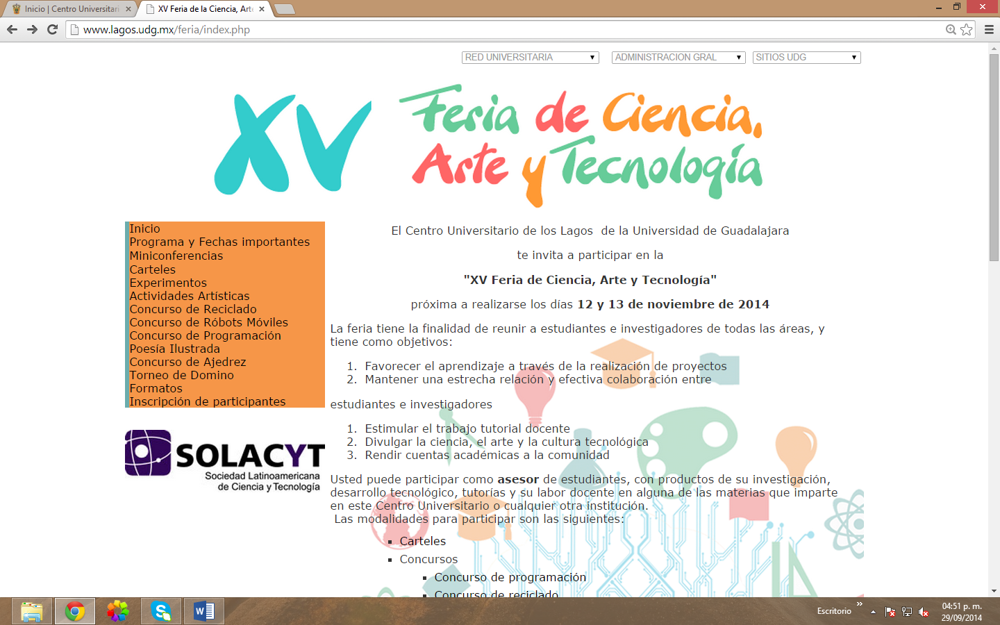 Inicio | Centro Universitari
XV Feria de la Ciencia, Arte
www.lagos.udg.mx/feria/index.php
RED UNIVERSITARIA
ADMINISTRACION GRAL
SITIOS UDG
XV Feria de Ciencia,
Arte y Tecnología
Inicio
Programa y Fechas importantes
Miniconferencias
Carteles
Experimentos
Actividades Artísticas
Concurso de Reciclado
Concurso de Róbots Móviles
Concurso de Programación
Poesía Ilustrada
Concurso de Ajedrez
Torneo de Domino
Formatos
Inscripción de participantes
SOLACYT
Sociedad Latinoamericana
de Ciencia y Tecnología
El Centro Universitario de los Lagos de la Universidad de Guadalajara
te invita a participar en la
"XV Feria de Ciencia, Arte y Tecnología"
próxima a realizarse los días 12 y 13 de noviembre de 2014
La feria tiene la finalidad de reunir a estudiantes e investigadores de todas las áreas, y
tiene como objetivos:
1. Favorecer el aprendizaje a través de la realización de proyectos
2. Mantener una estrecha relación y efectiva colaboración entre
estudiantes e investigadores
1. Estimular el trabajo tutorial docente
2. Divulgar la ciencia, el arte y la cultura tecnológica
3. Rendir cuentas académicas a la comunidad
Usted puede participar como asesor de estudiantes, con productos de su investigación,
desarrollo tecnológico, tutorías y su labor docente en alguna de las materias que imparte
en este Centro Universitario o cualquier otra institución.
Las modalidades para participar son las siguientes:
Carteles
Concursos
Concurso de programación
Concurso de reciclado
Escritorio
04:51 p. m.
29/09/2014